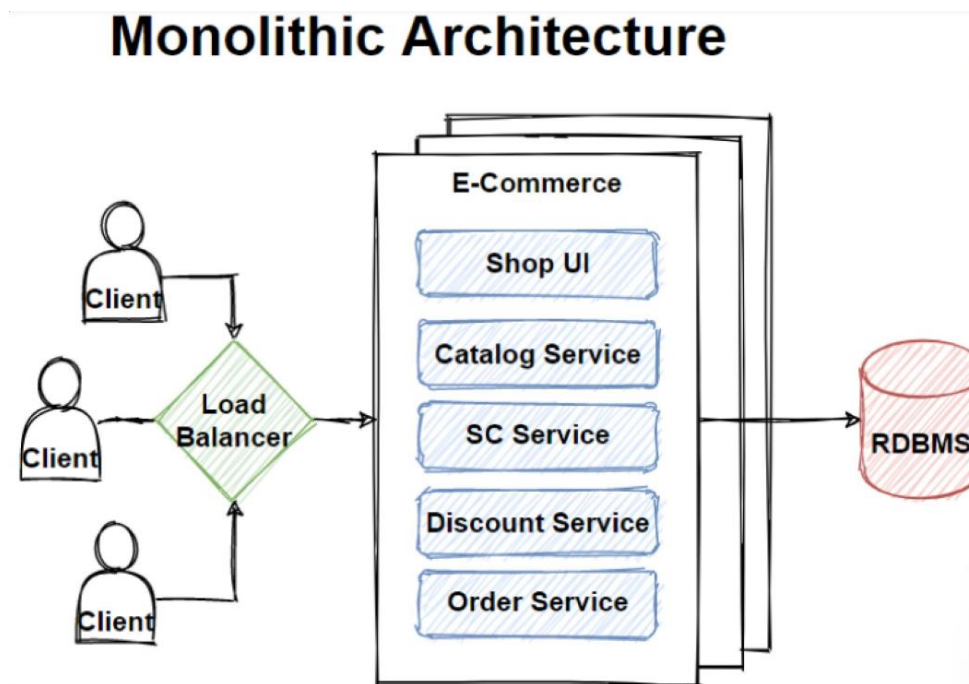 Monolithic Architecture
E-Commerce
Shop UI
Client
Catalog Service
Load
Balancer
Client
SC Service
RDBMS
Discount Service
Client
Order Service